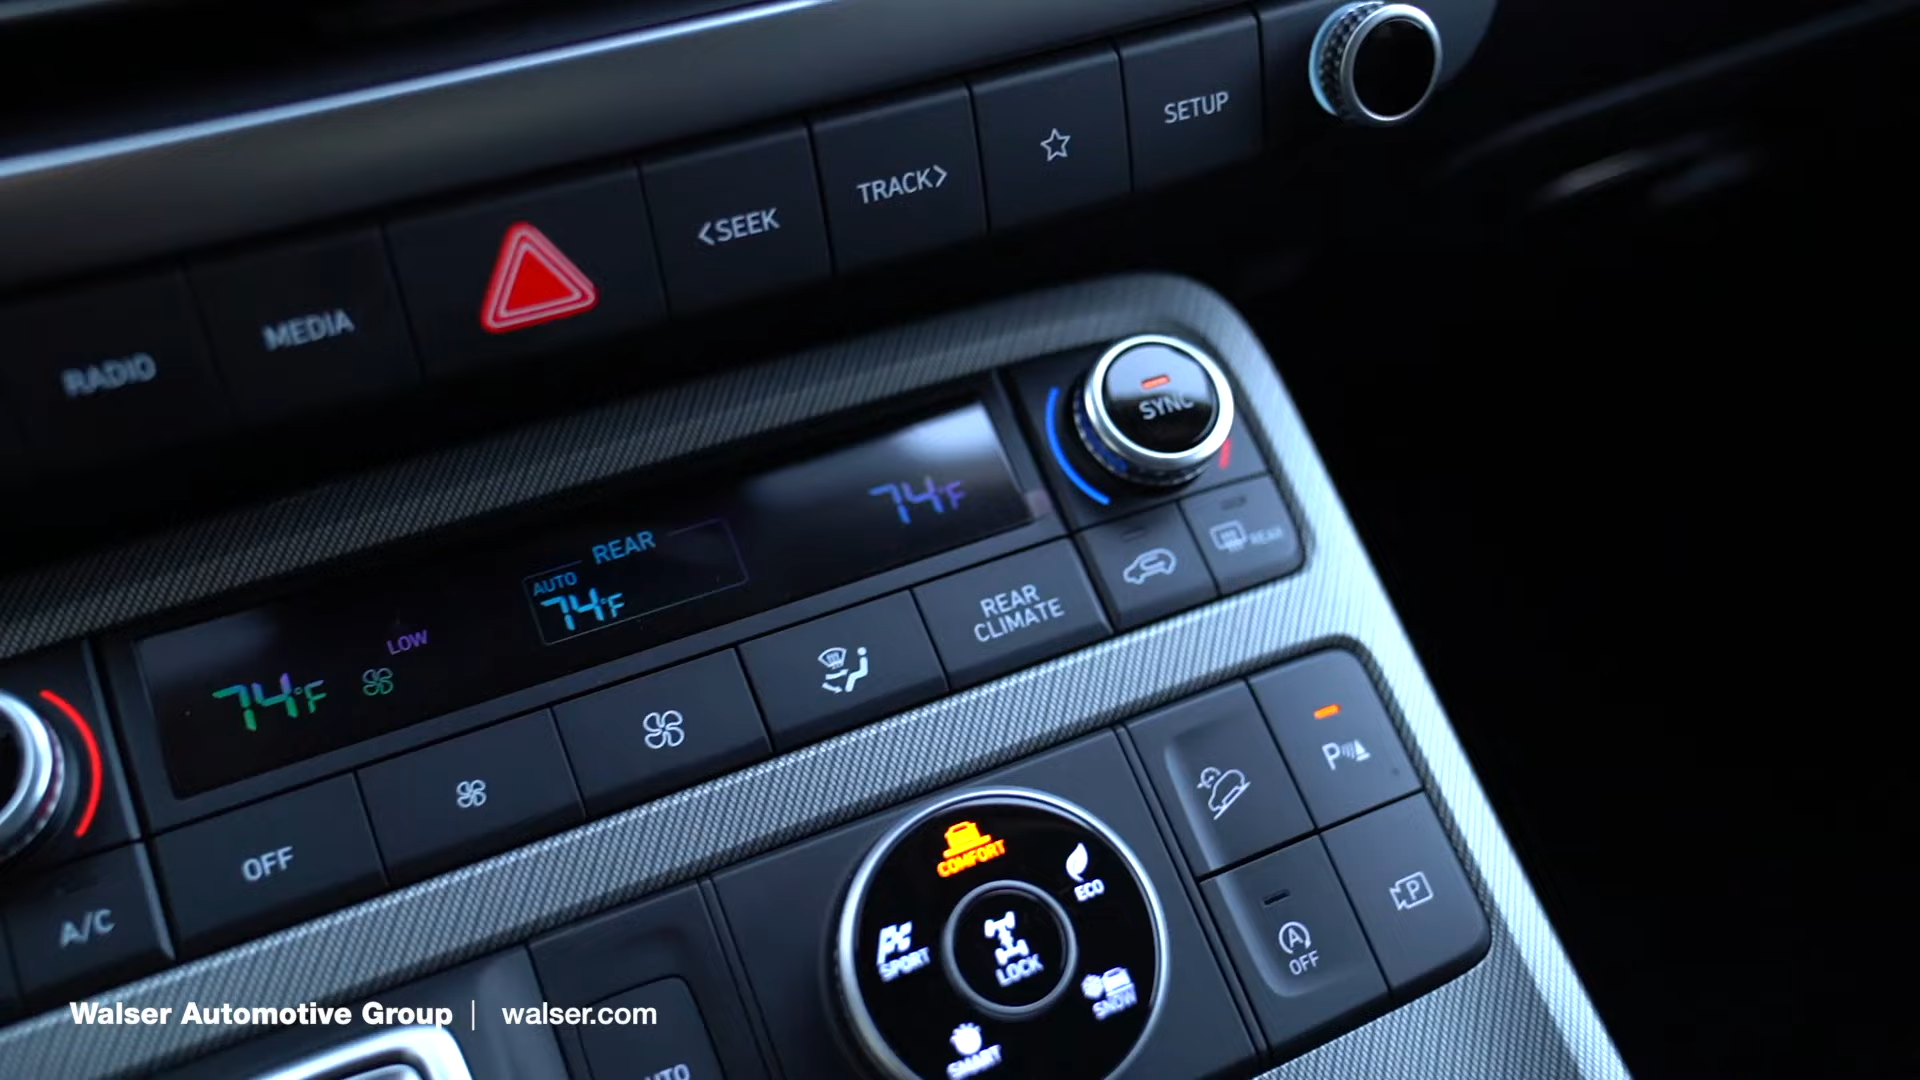 SETUP
TRACK>
<SEEK
MEDIA
RADIO
SYNC
74°F
REAR
AUTO
74°F
LOW
74°F
REAR
REAR
CLIMATE
OFF
A/C
COMFORT
ECO
SPORT
LOCK
SNOW
SMART
P
A
OFF
P
Walser Automotive Group | walser.com